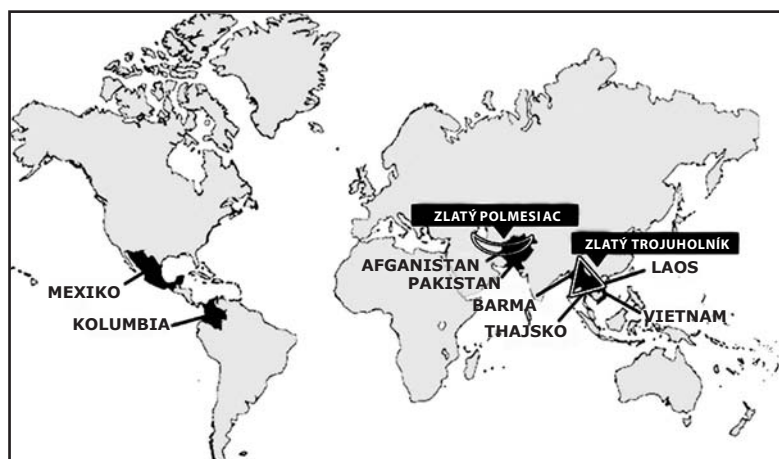 ZLATÝ POLMESIAC
ZLATÝ TROJUHOLNÍK
AFGANISTAN
LAOS
PAKISTAN
MEXIKO
BARMA
VIETNAM
KOLUMBIA
THAJSKO